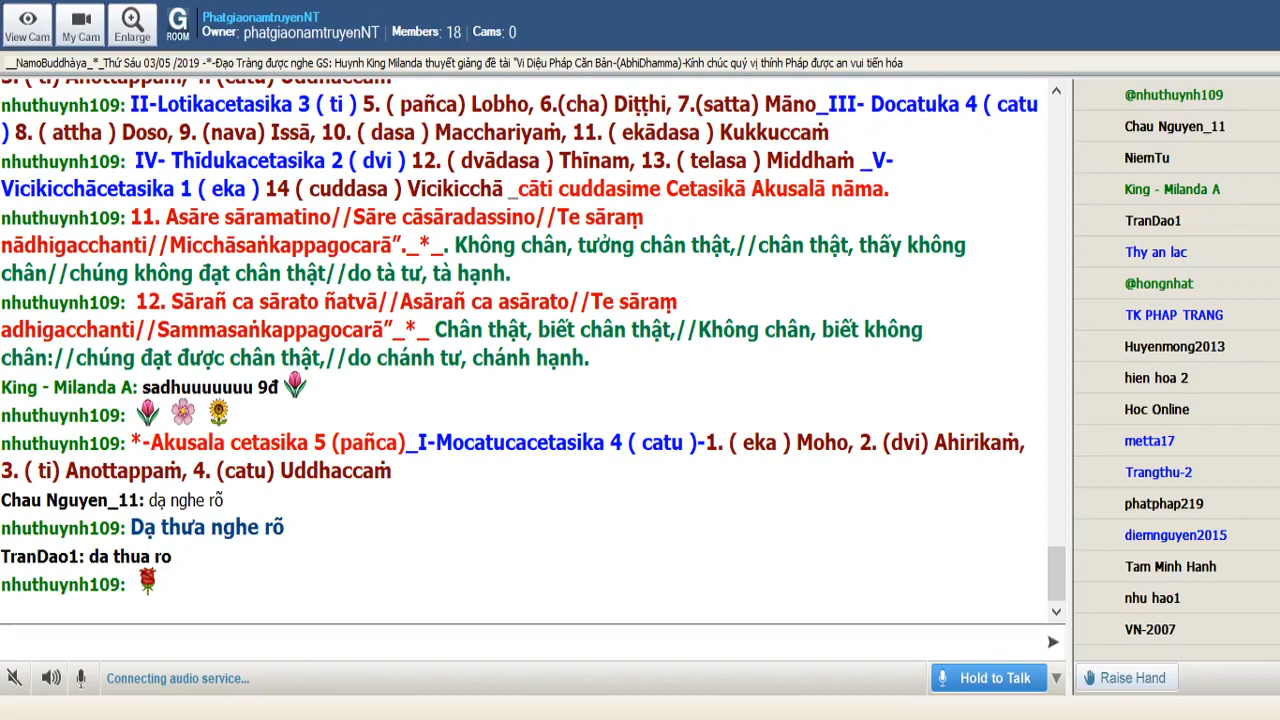 View Cam
My Cam
Enlarge
G
ROOM
PhatgiaonamtruyenNT
Owner: phatgiaonamtruyenNT Members: 18 Cams: 0
__NamoBuddhàya_*_Thứ Sáu 03/05 /2019 -*-Đạo Tràng được nghe GS: Huynh King Milanda thuyết giảng đề tài "Vi Diệu Pháp Căn Bản-(AbhiDhamma)-Kính chúc quý vị thính Pháp được an vui tiến hóa
nhuthuynh109: II-Lotikacetasika 3 ( ti ) 5. ( pañca) Lobho, 6.(cha) Diṭṭhi, 7.(satta) Māno_III- Docatuka 4 ( catu
) 8. ( attha ) Doso, 9. (nava) Issā, 10. ( dasa ) Macchariyaṁ, 11. ( ekādasa ) Kukkuccaṁ
nhuthuynh109: IV- Thīdukacetasika 2 ( dvi ) 12. ( dvādasa ) Thīnam, 13. ( telasa ) Middhaṁ _V-
Vicikicchācetasika 1 ( eka ) 14 ( cuddasa ) Vicikicchā _cāti cuddasime Cetasikā Akusalā nāma.
nhuthuynh109: 11. Asāre sāramatino//Sāre cāsāradassino//Te sāraṃ
nādhigacchanti//Micchāsaṅkappagocarā”._*_. Không chân, tưởng chân thật,//chân thật, thấy không
chân//chúng không đạt chân thật//do tà tư, tà hạnh.
nhuthuynh109: 12. Sārañ ca sārato ñatvā//Asārañ ca asārato//Te sāraṃ
adhigacchanti//Sammasaṅkappagocarā”_*_ Chân thật, biết chân thật,//Không chân, biết không
chân://chúng đạt được chân thật,//do chánh tư, chánh hạnh.
King - Milanda A: sadhuuuuuuu 9đ
nhuthuynh109:
nhuthuynh109: *-Akusala cetasika 5 (pañca)_I-Mocatucacetasika 4 ( catu )-1. ( eka ) Moho, 2. (dvi) Ahirikaṁ,
3. ( ti) Anottappaṁ, 4. (catu) Uddhaccaṁ
Chau Nguyen_11: dạ nghe rõ
nhuthuynh109: Dạ thưa nghe rõ
TranDao1: da thua ro
nhuthuynh109:
@nhuthuynh109
Chau Nguyen_11
NiemTu
King - Milanda A
TranDao1
Thy an lac
@hongnhat
TK PHAP TRANG
Huyenmong2013
hien hoa 2
Hoc Online
metta17
Trangthu-2
phatphap219
diemnguyen2015
Tam Minh Hanh
nhu hao1
VN-2007
Connecting audio service...
Hold to Talk
Raise Hand